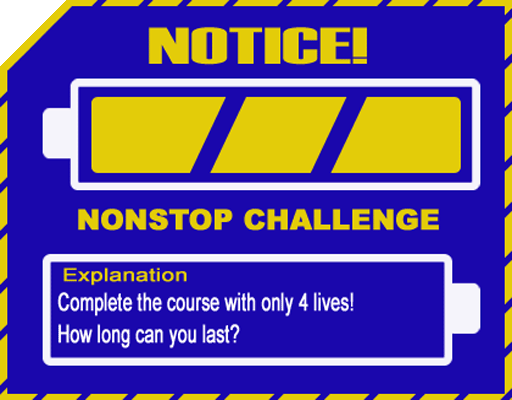 NOTICE!
NONSTOP CHALLENGE
Explanation
Complete the course with only 4 lives!
How long can you last?